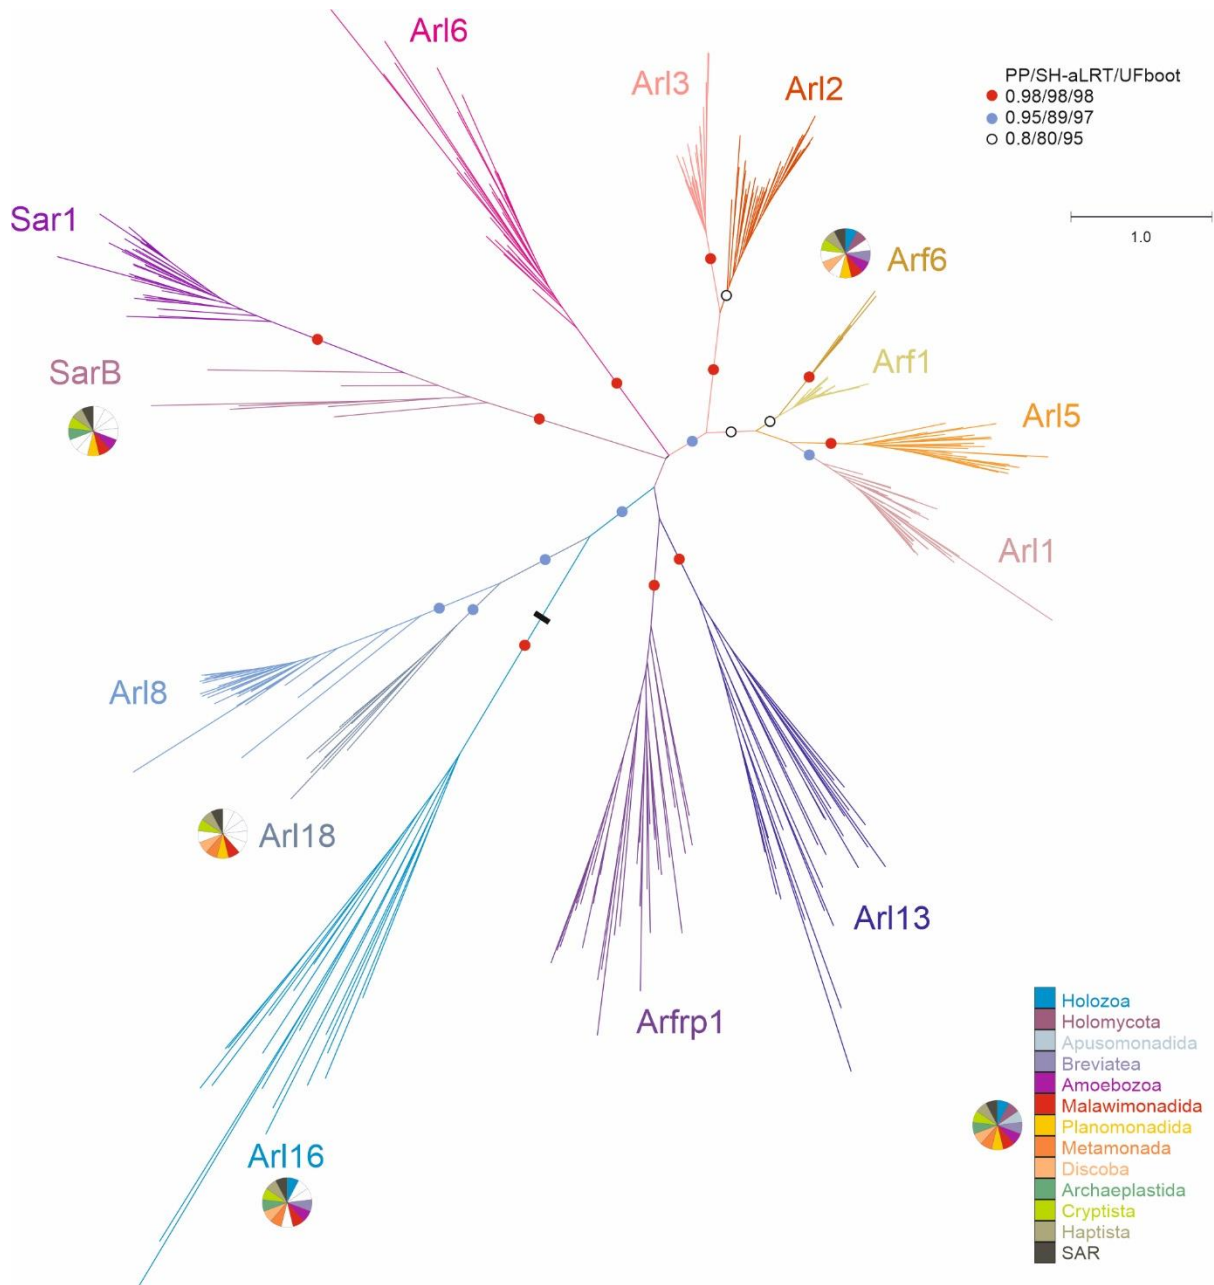 Arl6
Arl3
Arl2
PP/SH-aLRT/UFboot
0.98/98/98
0.95/89/97
0.8/80/95
1.0
Sar1
Arf6
SarB
Arf1
Arl5
Arl1
Arl8
Arl18
Arl13
Arfrp1
Arl16
Holozoa
Holomycota
Apusomonadida
Breviatea
Amoebozoa
Malawimonadida
Planomonadida
Metamonada
Discoba
Archaeplastida
Cryptista
Haptista
SAR